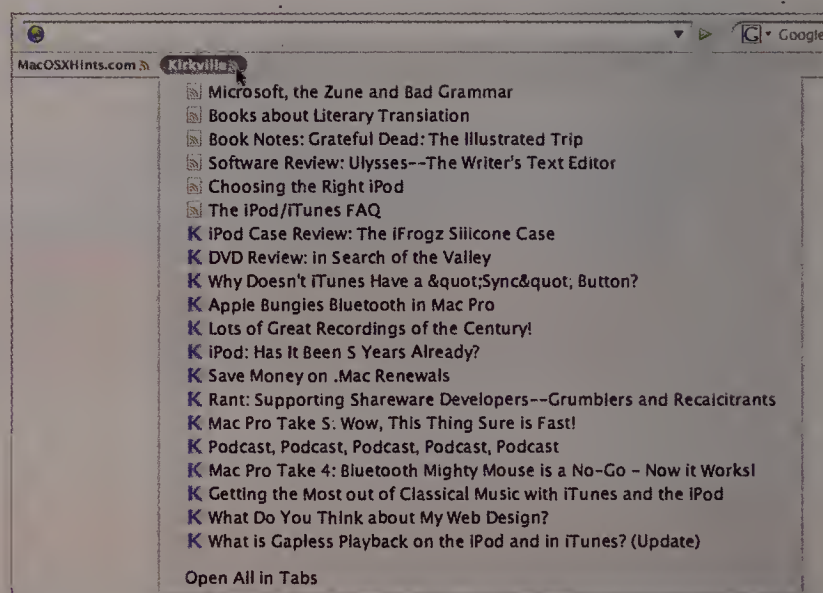 G Google
MacOSXHints.com Kirkville
Microsoft, the Zune and Bad Grammar
Books about Literary Translation
Book Notes: Grateful Dead: The Illustrated Trip
Software Review: Ulysses--The Writer's Text Editor
Choosing the Right iPod
The iPod/iTunes FAQ
K iPod Case Review: The iFrogz Silicone Case
K DVD Review: in Search of the Valley
K Why Doesn't iTunes Have a &quot;Sync&quot; Button?
K Apple Bungles Bluetooth in Mac Pro
K Lots of Great Recordings of the Century!
K iPod: Has It Been 5 Years Already?
K Save Money on .Mac Renewals
K Rant: Supporting Shareware Developers--Grumblers and Recalcitrants
K Mac Pro Take 5: Wow, This Thing Sure is Fast!
K Podcast, Podcast, Podcast, Podcast, Podcast
K Mac Pro Take 4: Bluetooth Mighty Mouse is a No-Go - Now it Works!
K Getting the Most out of Classical Music with iTunes and the iPod
K What Do You Think about My Web Design?
K What is Gapless Playback on the iPod and in iTunes? (Update)
Open All in Tabs